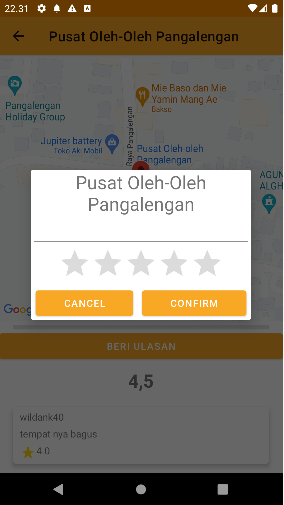 22.31
Pusat Oleh-Oleh Pangalengan
Mie Baso dan Mie
Yamin Mang Ae
Bakso
Pangalengan
Holiday Group
Raya Pangalengan
Jupiter battery
Toko Aki Mobil
Pusat Oleh-oleh
Pangalengan
AGUN
ALGH
Pusat Oleh-Oleh
Pangalengan
CANCEL
CONFIRM
Goog
BERI ULASAN
4,5
wildank40
tempat nya bagus
4.0